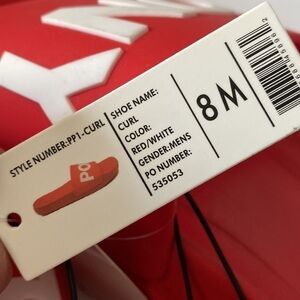 STYLE NUMBER:PP1-CURL
SHOE NAME:
CURL
COLOR:
RED/WHITE
GENDER:MENS
PO NUMBER:
535053
8 M
PO